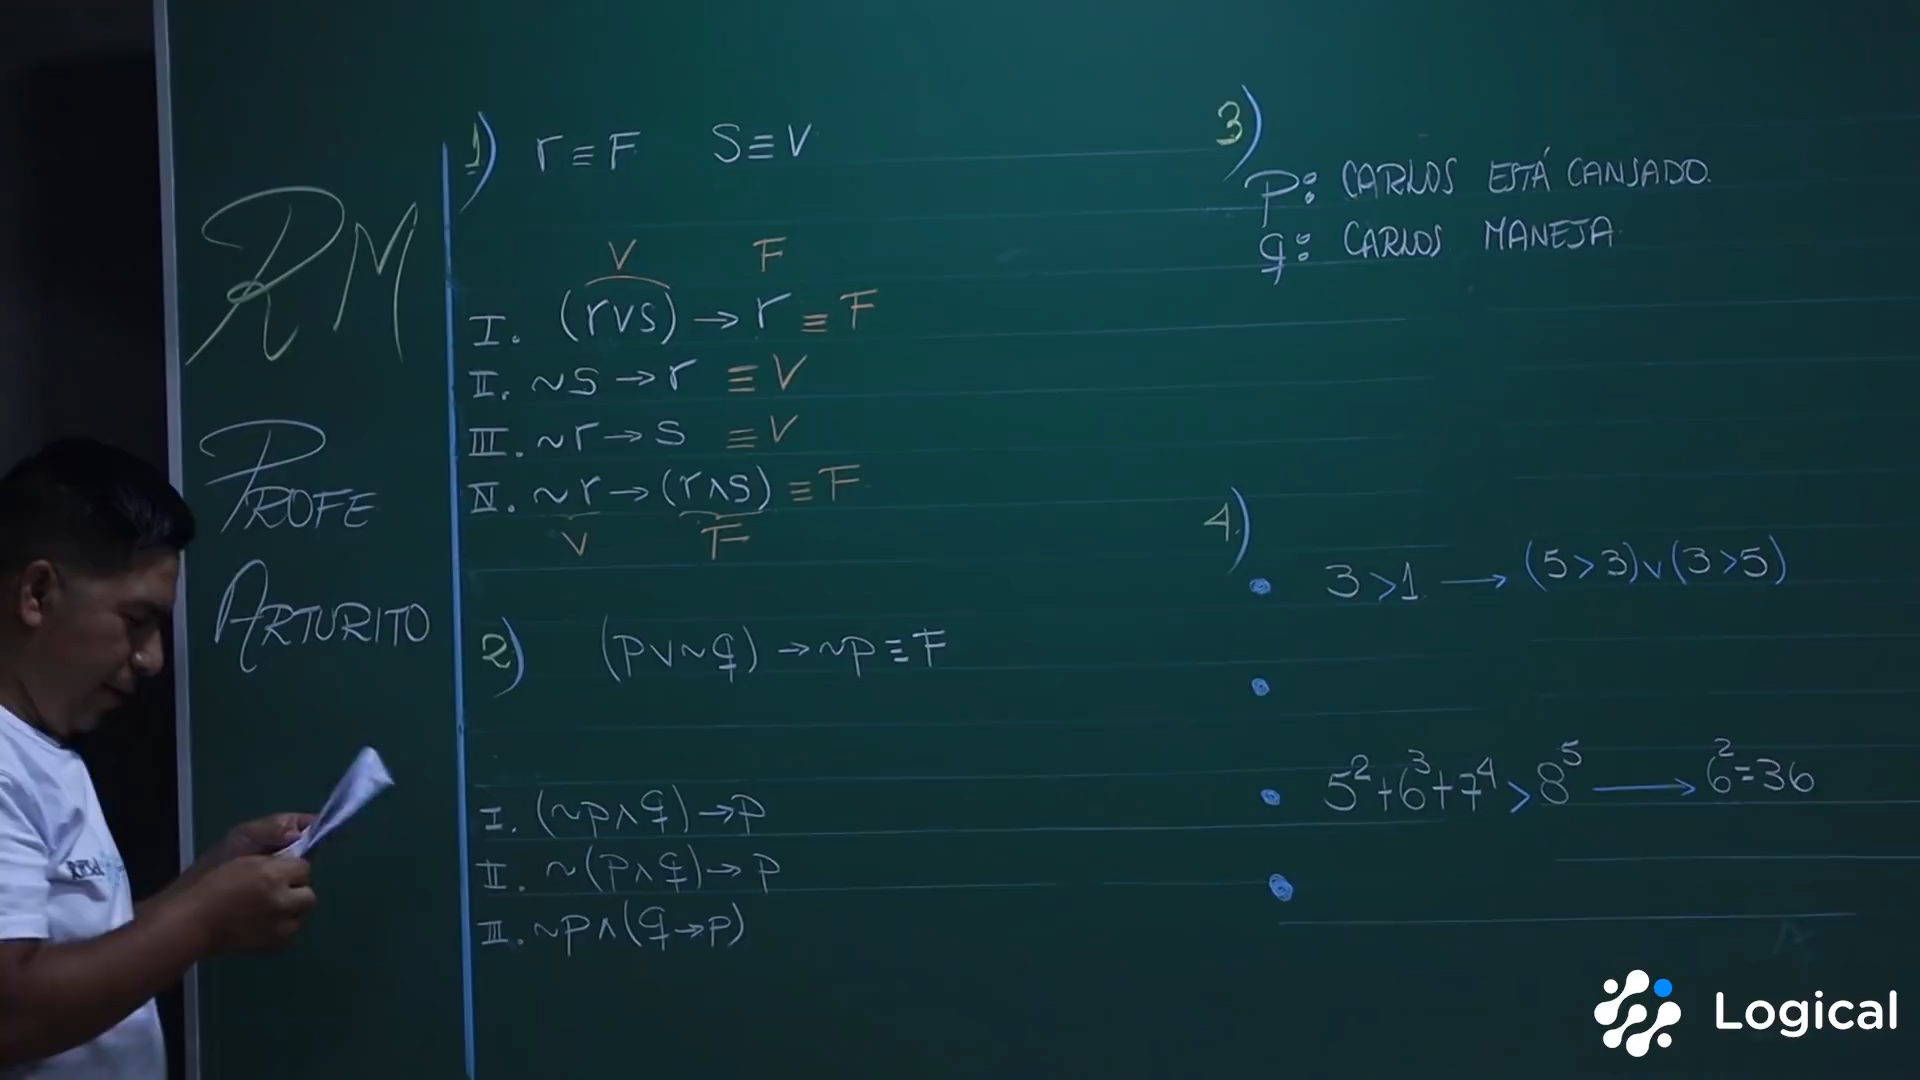 RM
PROFE
ARTURITO
1) r ≡ F S ≡ V
V F
I. (r∨s) → r ≡ F
II. ~s → r ≡ V
III. ~r → s ≡ V
IV. ~r → (r∧s) ≡ F
V F
2) (p∨~q) → ~p ≡ F
I. (~p∧q) → p
II. ~(p∧q) → p
III. ~p∧(q→p)
3)
p: CARLOS ESTÁ CANSADO.
q: CARLOS MANEJA
4)
• 3>1 → (5>3)∨(3>5)
•
• 5²+6³+7⁴>8⁵ → 6²=36
•
Logical